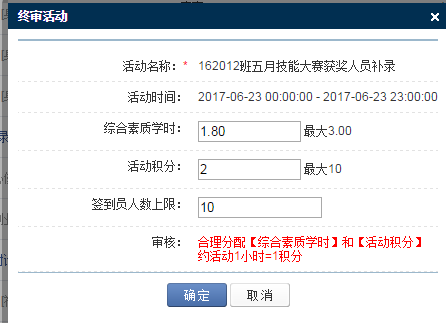 终审活动 ×
活动名称：* 162012班五月技能大赛获奖人员补录
活动时间： 2017-06-23 00:00:00 - 2017-06-23 23:00:00
综合素质学时： 1.80 最大3.00
活动积分： 2 最大10
签到员人数上限： 10
审核： 合理分配【综合素质学时】和【活动积分】
约活动1小时=1积分
确定 取消